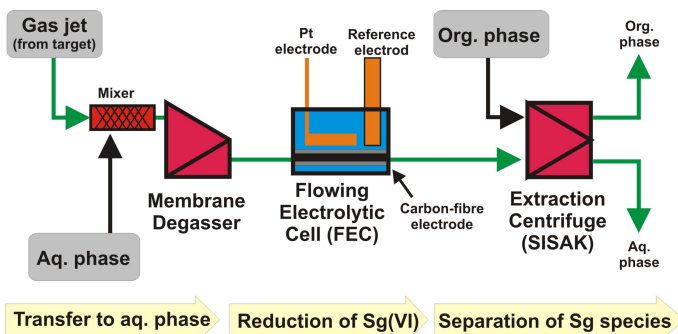 Gas jet
(from target)
Mixer
Aq. phase
Membrane
Degasser
Pt
electrode
Reference
electrod
Flowing
Electrolytic
Cell (FEC)
Carbon-fibre
electrode
Org. phase
Extraction
Centrifuge
(SISAK)
Org.
phase
Aq.
phase
Transfer to aq. phase
Reduction of Sg(VI)
Separation of Sg species